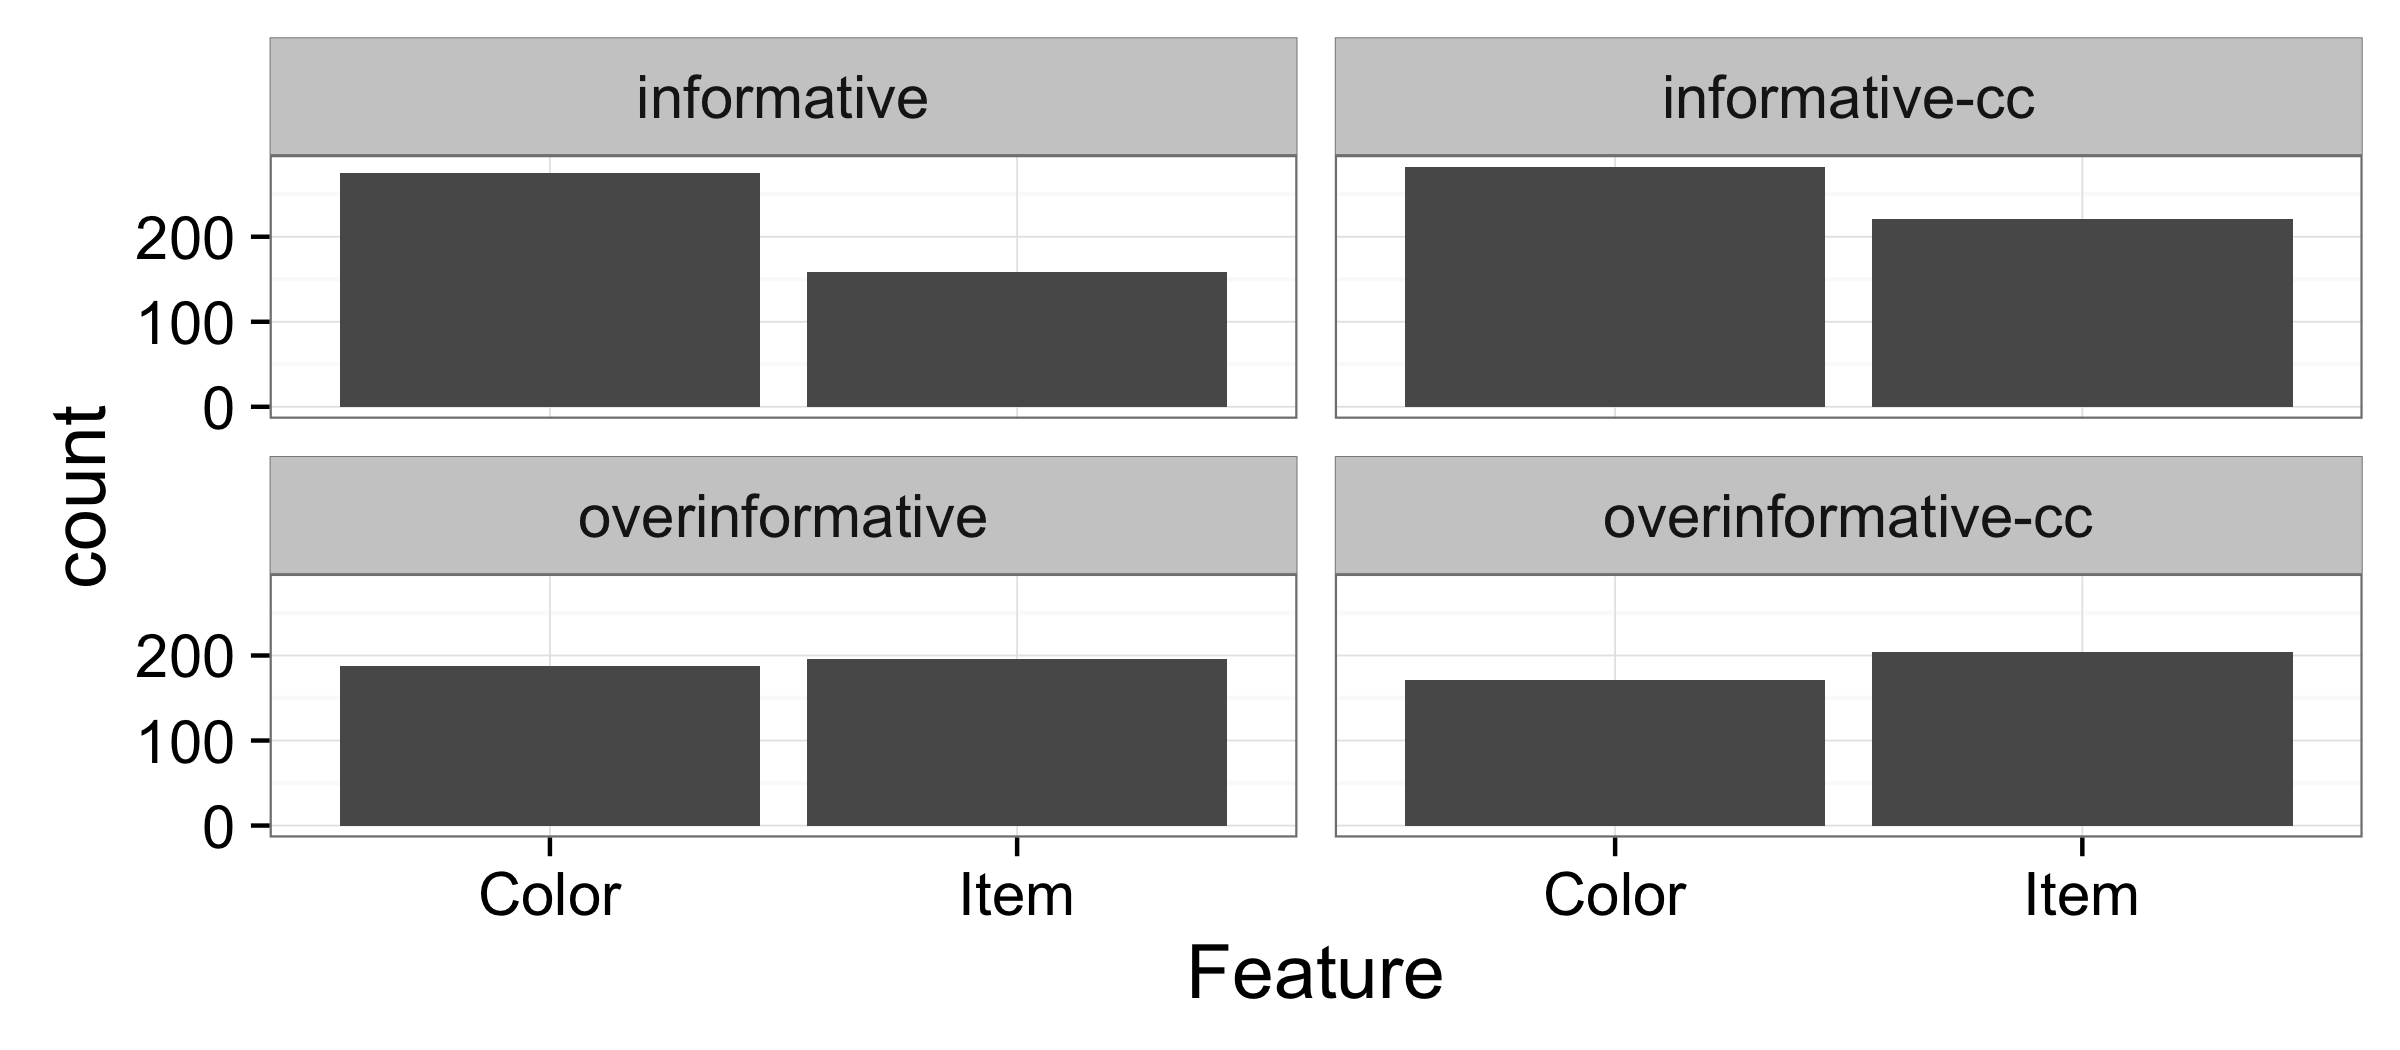 informative
informative-cc
200
100
0
count
overinformative
overinformative-cc
200
100
0
Color
Item
Color
Item
Feature